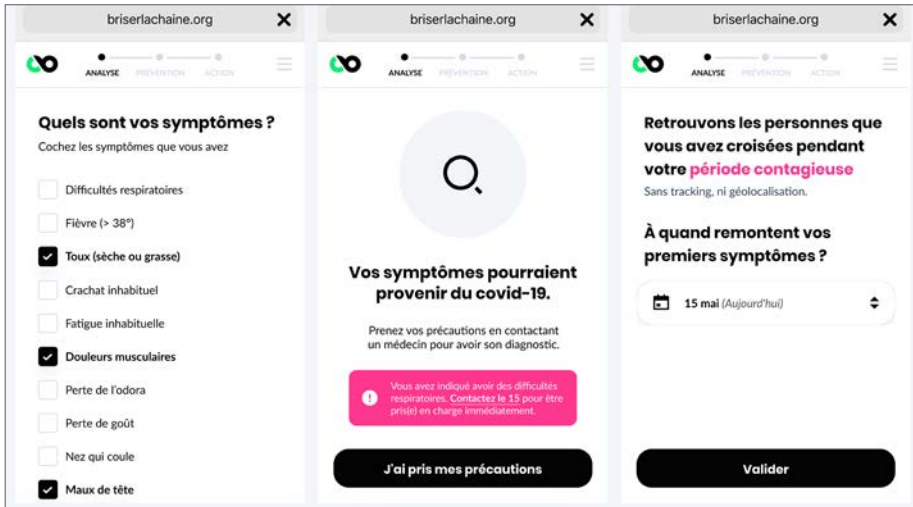 briserlachaine.org
ANALYSE PRÉVENTION ACTION
Quels sont vos symptômes ?
Cochez les symptômes que vous avez
Difficultés respiratoires
Fièvre (> 38°)
Toux (sèche ou grasse)
Crachat inhabituel
Fatigue inhabituelle
Douleurs musculaires
Perte de l'odora
Perte de goût
Nez qui coule
Maux de tête
briserlachaine.org
ANALYSE PRÉVENTION ACTION
Vos symptômes pourraient
provenir du covid-19.
Prenez vos précautions en contactant
un médecin pour avoir son diagnostic.
Vous avez indiqué avoir des difficultés
respiratoires. Contactez le 15 pour être
pris(e) en charge immédiatement.
J'ai pris mes précautions
briserlachaine.org
ANALYSE PRÉVENTION ACTION
Retrouvons les personnes que
vous avez croisées pendant
votre période contagieuse
Sans tracking, ni géolocalisation.
À quand remontent vos
premiers symptômes ?
15 mai (Aujourd'hui)
Valider